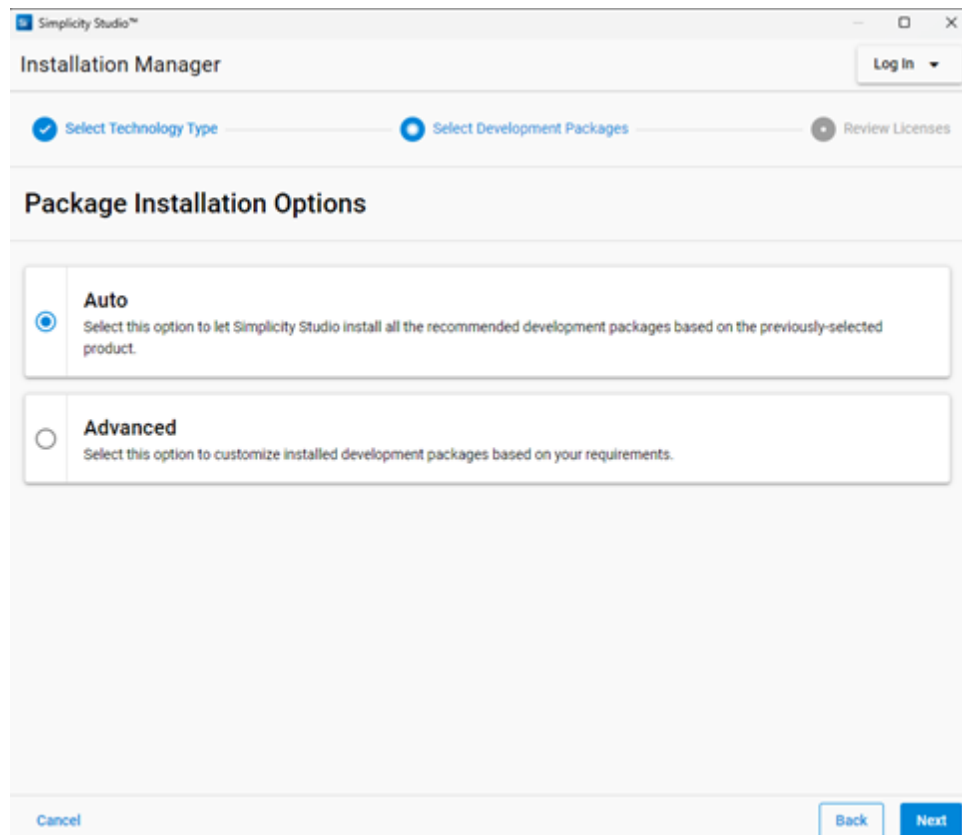 Simplicity Studio™
Installation Manager
Log In
Select Technology Type
Select Development Packages
Review Licenses
Package Installation Options
Auto
Select this option to let Simplicity Studio install all the recommended development packages based on the previously-selected
product.
Advanced
Select this option to customize installed development packages based on your requirements.
Cancel
Back
Next